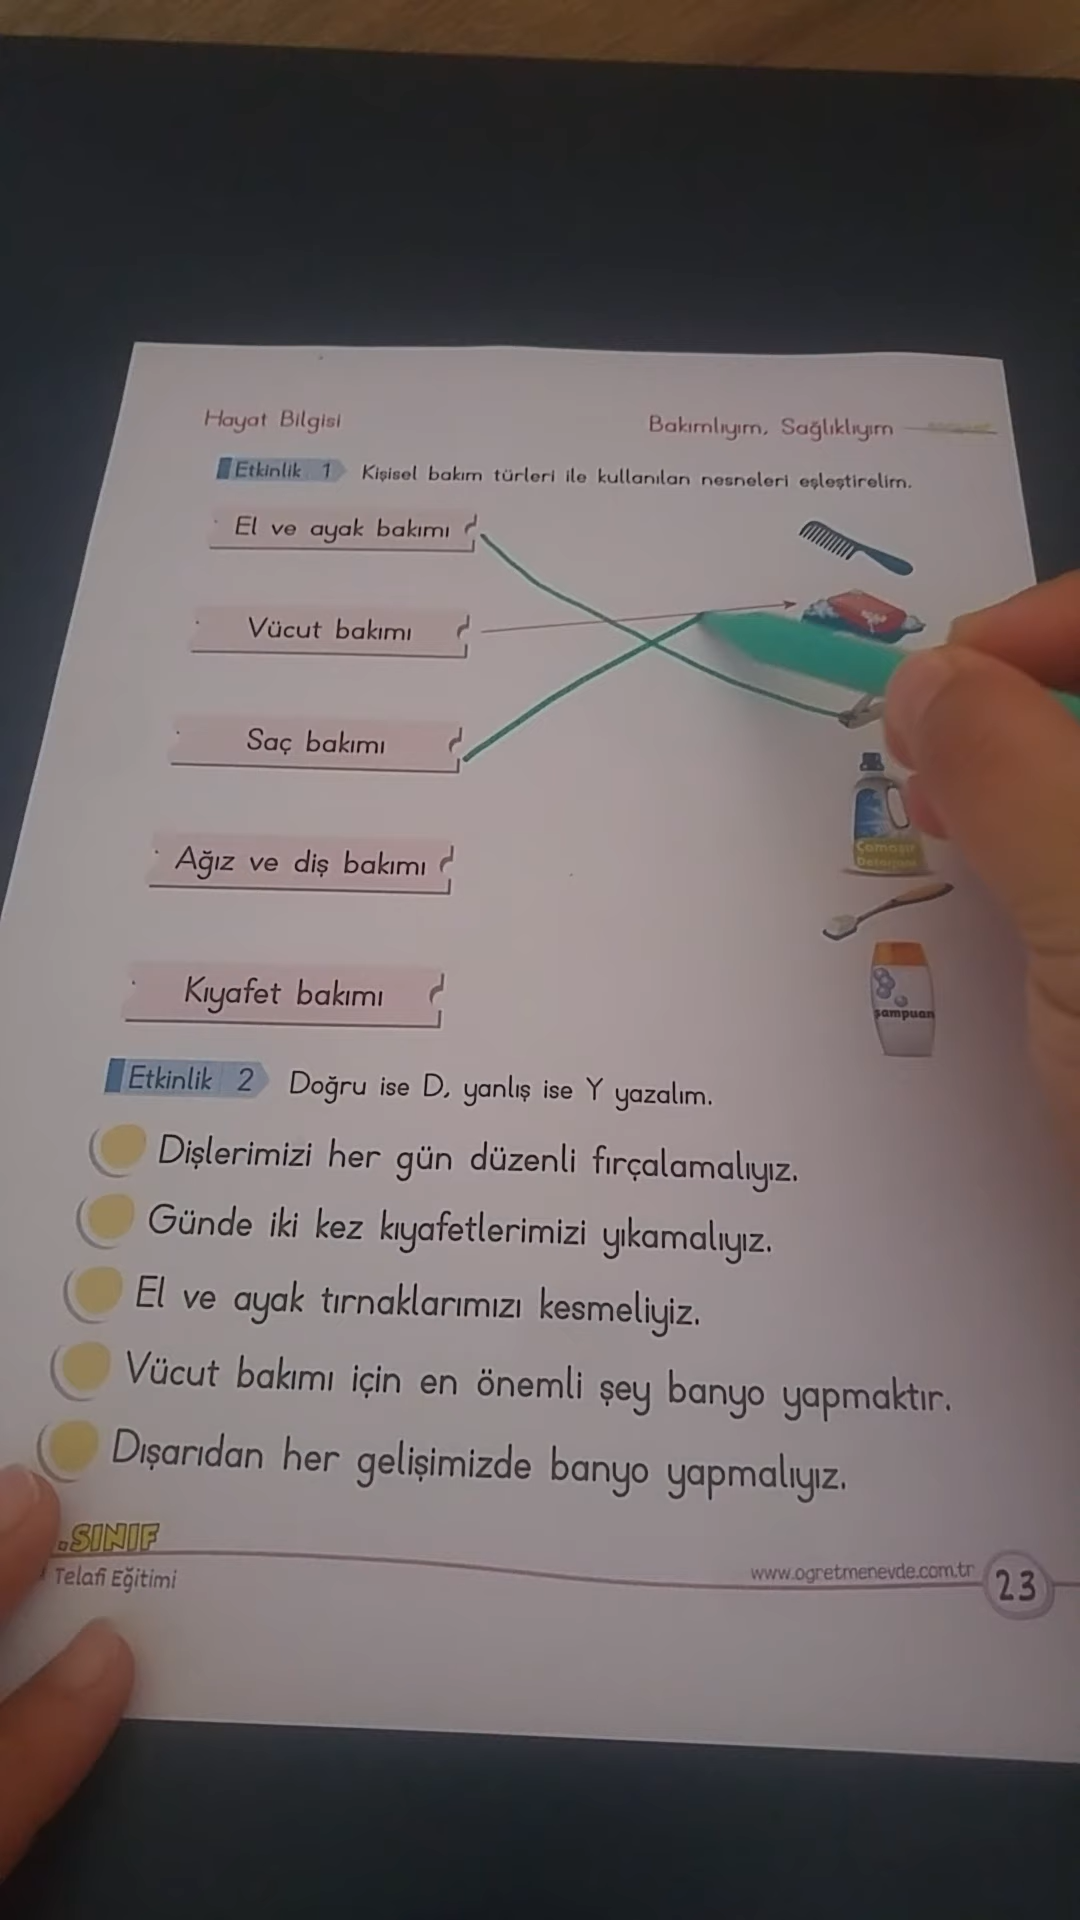 Hayat Bilgisi
Bakımlıyım, Sağlıklıyım
Etkinlik 1 Kişisel bakım türleri ile kullanılan nesneleri eşleştirelim.
El ve ayak bakımı
Vücut bakımı
Saç bakımı
Çamaşır
Deterjanı
Ağız ve diş bakımı
Kıyafet bakımı
şampuan
Etkinlik 2 Doğru ise D, yanlış ise Y yazalım.
Dişlerimizi her gün düzenli fırçalamalıyız.
Günde iki kez kıyafetlerimizi yıkamalıyız.
El ve ayak tırnaklarımızı kesmeliyiz.
Vücut bakımı için en önemli şey banyo yapmaktır.
Dışarıdan her gelişimizde banyo yapmalıyız.
.SINIF
Telafi Eğitimi
www.ogretmenevde.com.tr
23